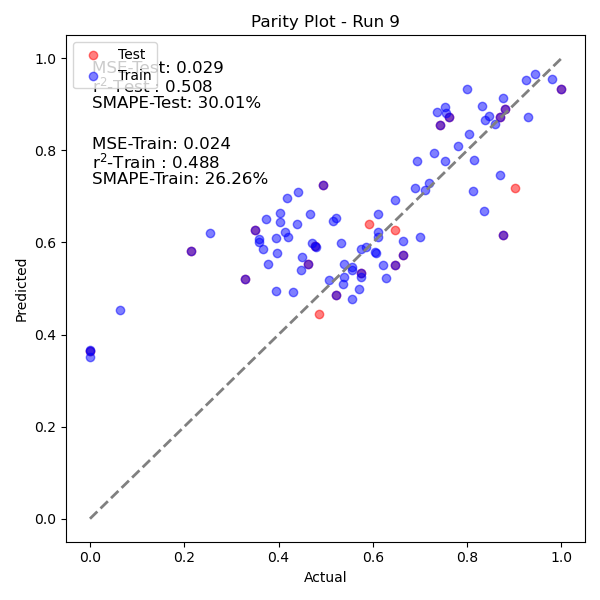 Parity Plot - Run 9
Test
Train
MSE-Test: 0.029
r²-Test : 0.508
SMAPE-Test: 30.01%
MSE-Train: 0.024
r²-Train : 0.488
SMAPE-Train: 26.26%
Predicted
1.0
0.8
0.6
0.4
0.2
0.0
0.0 0.2 0.4 0.6 0.8 1.0
Actual